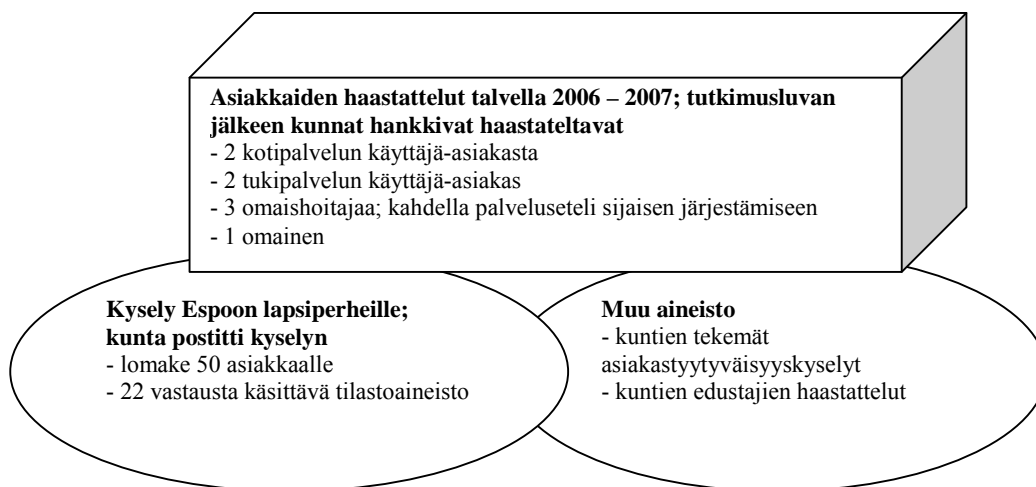 Asiakkaiden haastattelut talvella 2006 – 2007; tutkimusluvan
jälkeen kunnat hankkivat haastateltavat
- 2 kotipalvelun käyttäjä-asiakasta
- 2 tukipalvelun käyttäjä-asiakas
- 3 omaishoitajaa; kahdella palveluseteli sijaisen järjestämiseen
- 1 omainen
Kysely Espoon lapsiperheille;
kunta postitti kyselyn
- lomake 50 asiakkaalle
- 22 vastausta käsittävä tilastoaineisto
Muu aineisto
- kuntien tekemät
asiakastyytyväisyyskyselyt
- kuntien edustajien haastattelut